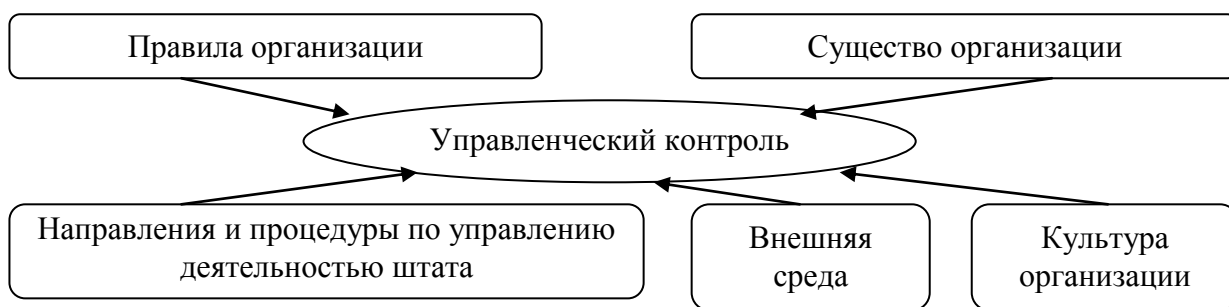 Правила организации
Существо организации
Управленческий контроль
Направления и процедуры по управлению
деятельностью штата
Внешняя
среда
Культура
организации